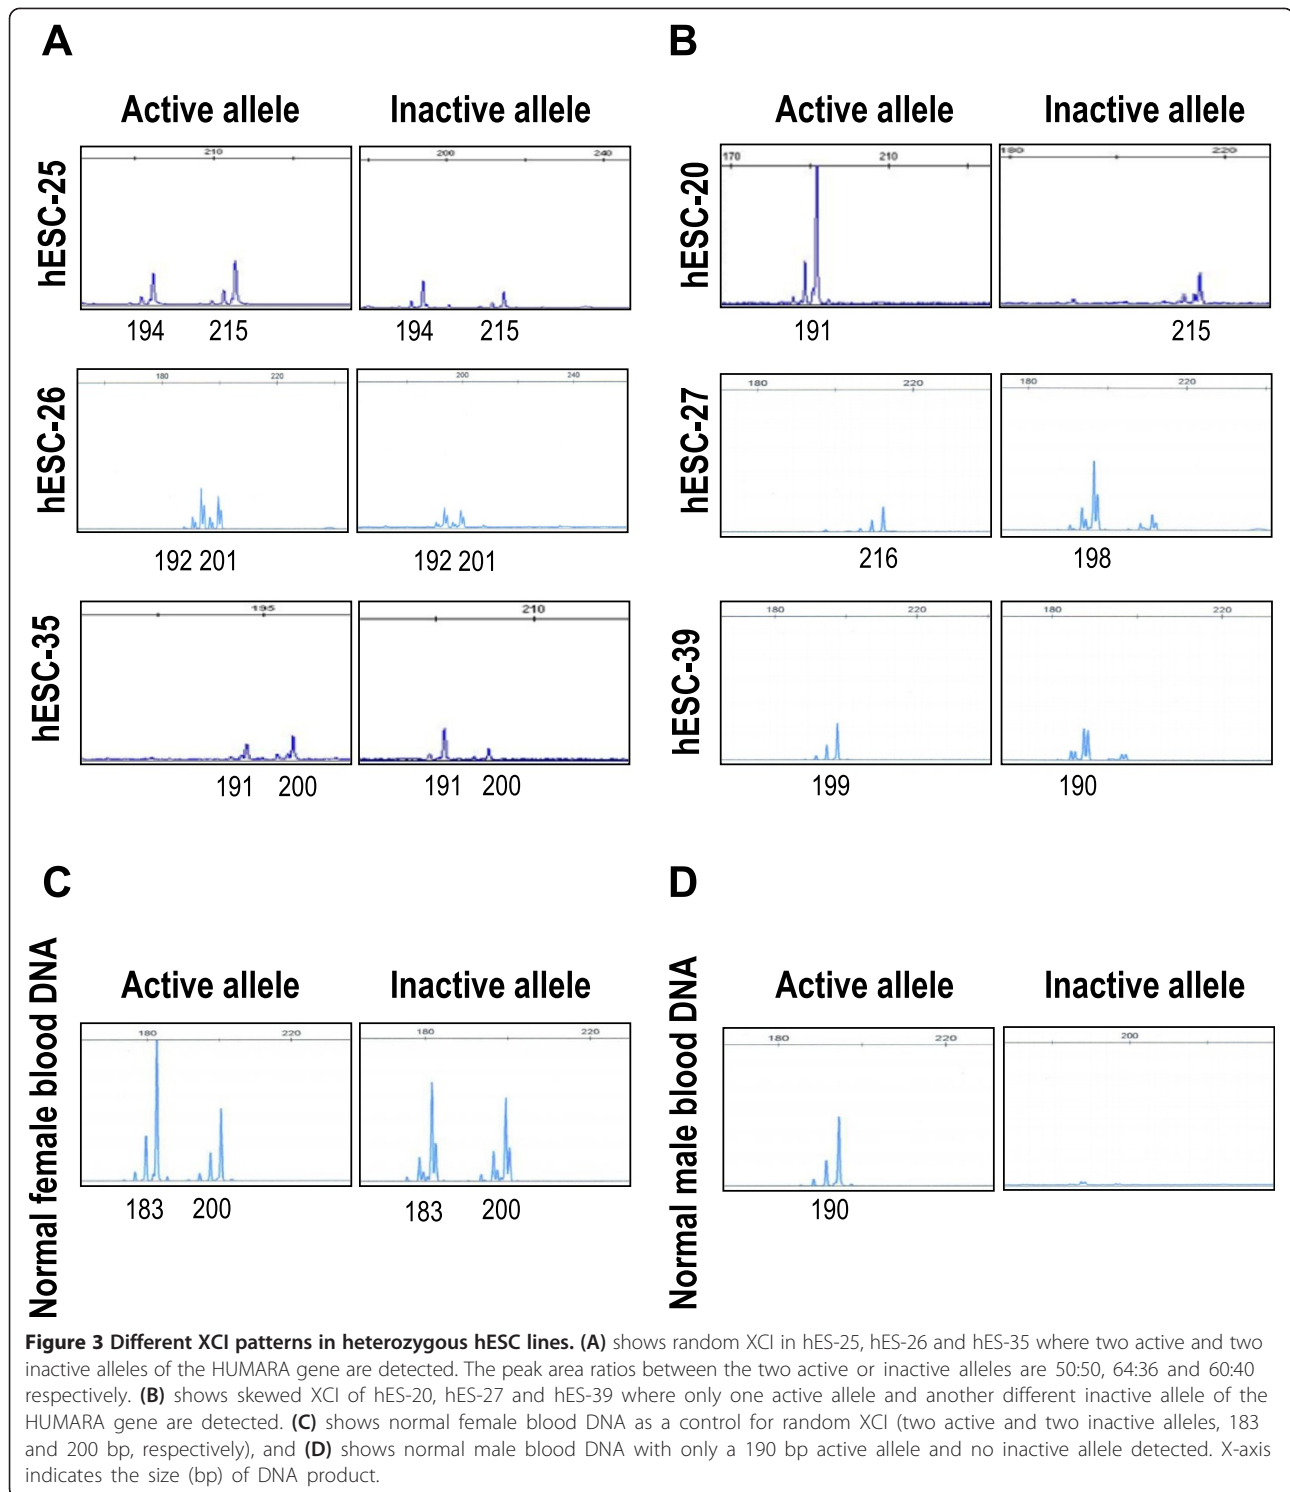 A
B
Active allele
Inactive allele
Active allele
Inactive allele
hESC-25
210
200
240
194
215
194
215
hESC-20
170
210
180
220
191
215
hESC-26
180
220
200
240
192 201
192 201
hESC-27
180
220
180
220
216
198
hESC-35
195
210
191
200
191
200
hESC-39
180
220
180
220
199
190
C
D
Active allele
Inactive allele
Active allele
Inactive allele
Normal female blood DNA
180
220
180
220
183
200
183
200
Normal male blood DNA
180
220
200
190
Figure 3 Different XCI patterns in heterozygous hESC lines. (A) shows random XCI in hES-25, hES-26 and hES-35 where two active and two
inactive alleles of the HUMARA gene are detected. The peak area ratios between the two active or inactive alleles are 50:50, 64:36 and 60:40
respectively. (B) shows skewed XCI of hES-20, hES-27 and hES-39 where only one active allele and another different inactive allele of the
HUMARA gene are detected. (C) shows normal female blood DNA as a control for random XCI (two active and two inactive alleles, 183
and 200 bp, respectively), and (D) shows normal male blood DNA with only a 190 bp active allele and no inactive allele detected. X-axis
indicates the size (bp) of DNA product.